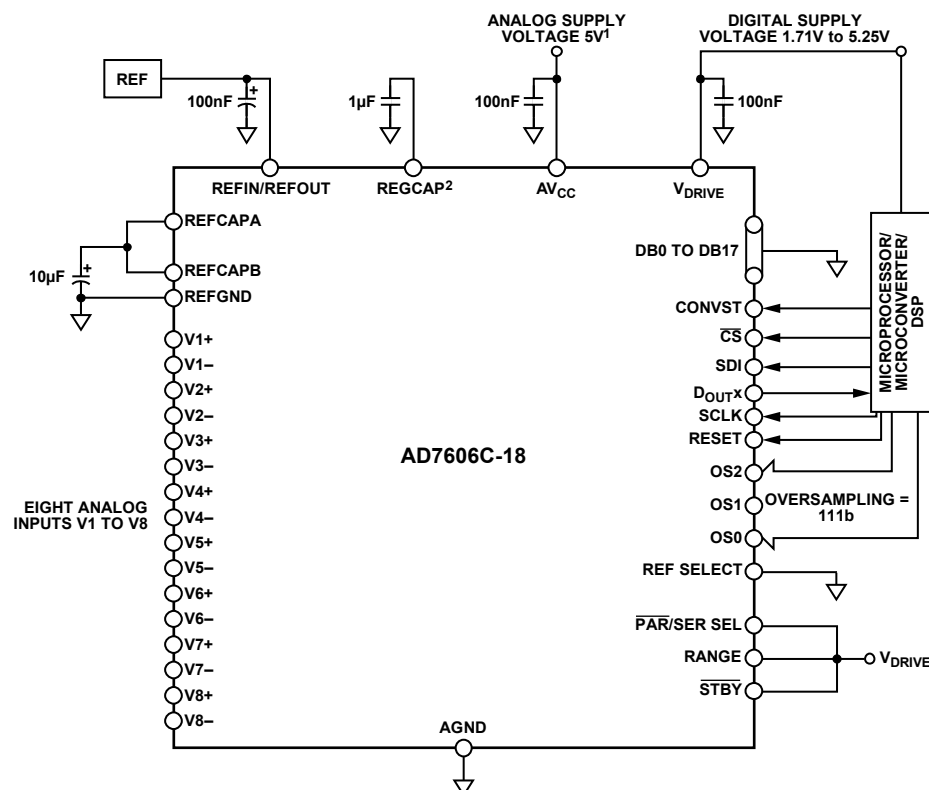 ANALOG SUPPLY
VOLTAGE 5V¹
DIGITAL SUPPLY
VOLTAGE 1.71V to 5.25V
REF
100nF
+
1µF
100nF
100nF
REFIN/REFOUT
REGCAP²
AVCC
VDRIVE
REFCAPA
10µF
+
REFCAPB
REFGND
V1+
V1–
V2+
V2–
V3+
V3–
V4+
V4–
V5+
V5–
V6+
V6–
V7+
V7–
V8+
V8–
EIGHT ANALOG
INPUTS V1 TO V8
AD7606C-18
DB0 TO DB17
CONVST
CS
SDI
DOUTx
SCLK
RESET
OS2
OS1
OS0
OVERSAMPLING =
111b
REF SELECT
PAR/SER SEL
RANGE
STBY
VDRIVE
MICROPROCESSOR/
MICROCONVERTER/
DSP
AGND